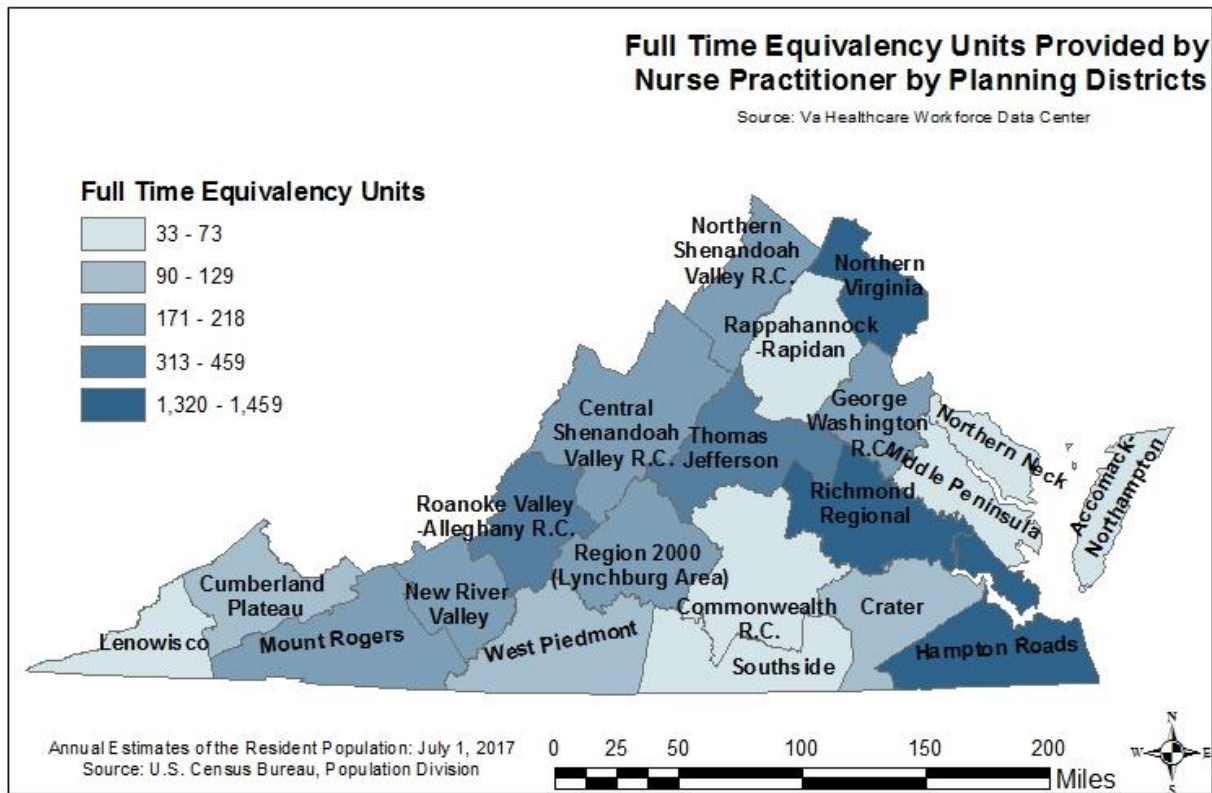 Full Time Equivalency Units Provided by
Nurse Practitioner by Planning Districts
Source: Va Healthcare Workforce Data Center
Full Time Equivalency Units
33 - 73
90 - 129
171 - 218
313 - 459
1,320 - 1,459
Northern
Shenandoah
Valley R.C.
Northern
Virginia
Rappahannock
-Rapidan
Central
Shenandoah
Valley R.C.
Thomas
Jefferson
George
Washington
R.C.
Northern Neck
Middle Peninsula
Accomack-
Northampton
Richmond
Regional
Roanoke Valley
-Alleghany R.C.
Region 2000
(Lynchburg Area)
Cumberland
Plateau
New River
Valley
Commonwealth
R.C.
Crater
Lenowisco
Mount Rogers
West Piedmont
Southside
Hampton Roads
Annual Estimates of the Resident Population: July 1, 2017
Source: U.S. Census Bureau, Population Division
0 25 50 100 150 200
Miles
N
W E
S